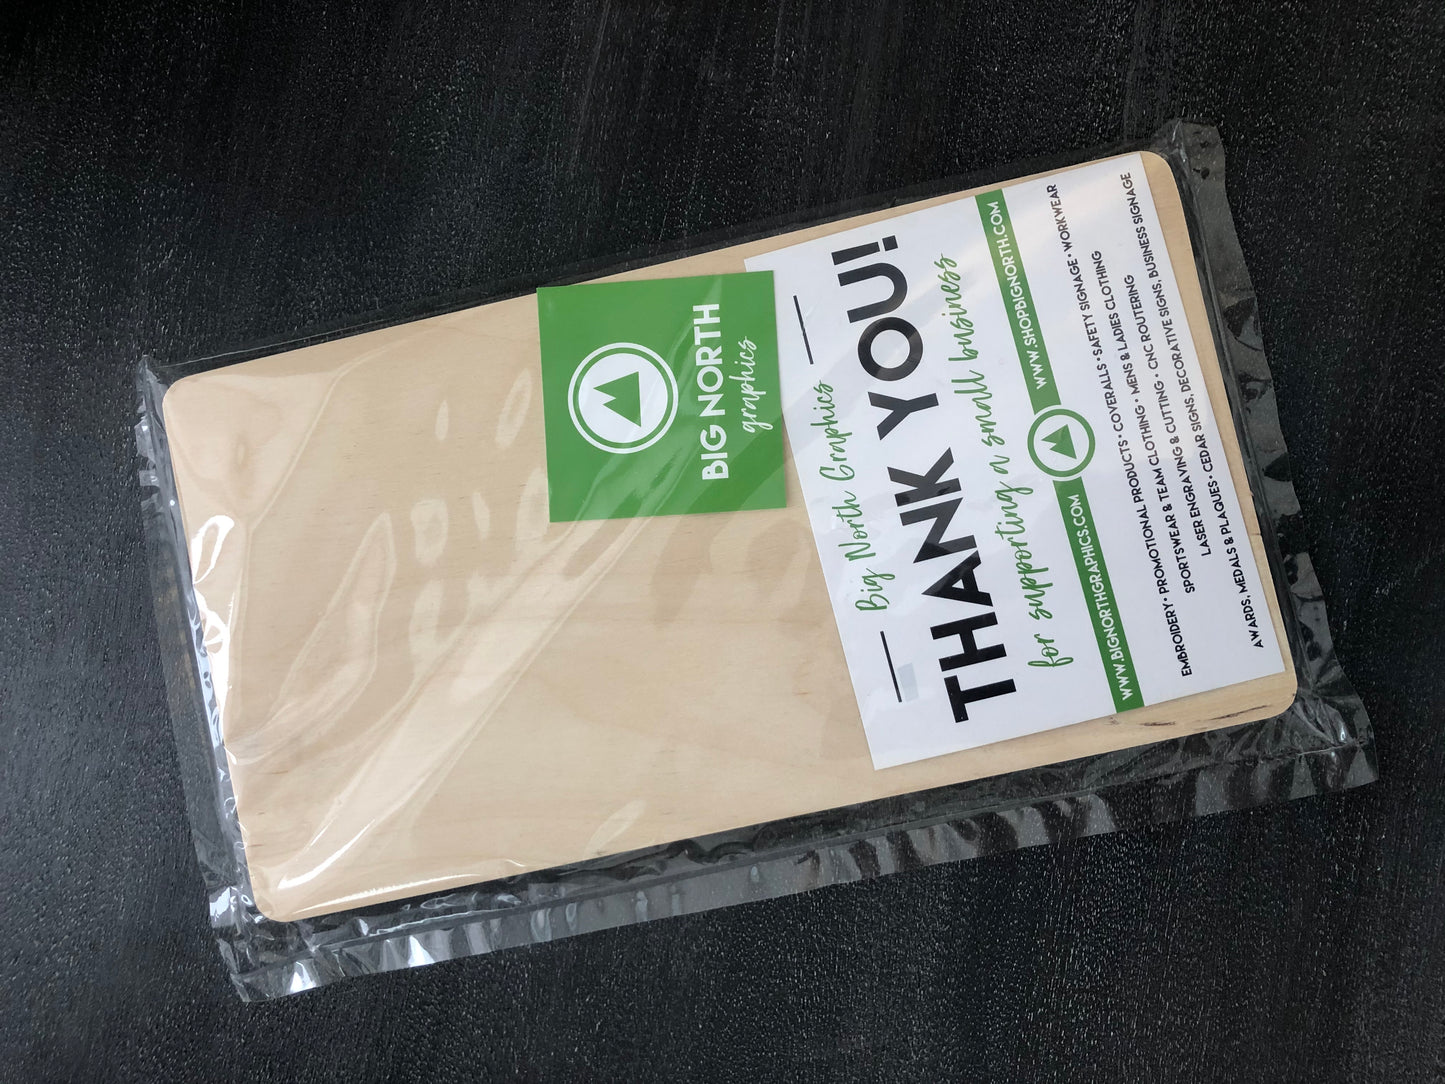 BIG NORTH
graphics
Big North Graphics
THANK YOU!
for supporting a small business
WWW.BIGNORTHGRAPHICS.COM WWW.SHOPBIGNORTH.COM
EMBROIDERY • PROMOTIONAL PRODUCTS • COVERALLS • SAFETY SIGNAGE • WORKWEAR
SPORTSWEAR & TEAM CLOTHING • MENS & LADIES CLOTHING
LASER ENGRAVING & CUTTING • CNC ROUTERING
AWARDS, MEDALS & PLAQUES • CEDAR SIGNS, DECORATIVE SIGNS, BUSINESS SIGNAGE